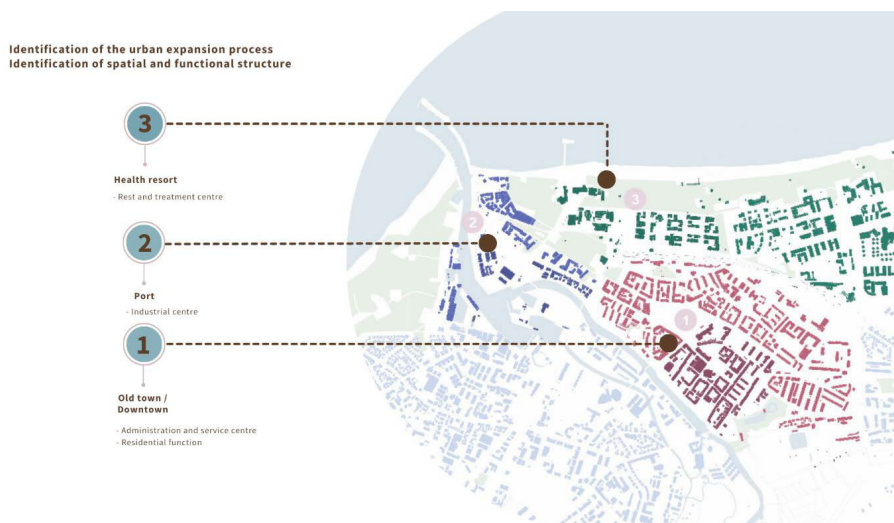 Identification of the urban expansion process
Identification of spatial and functional structure
3
Health resort
- Rest and treatment centre
2
Port
- Industrial centre
1
Old town /
Downtown
- Administration and service centre
- Residential function
3
2
1